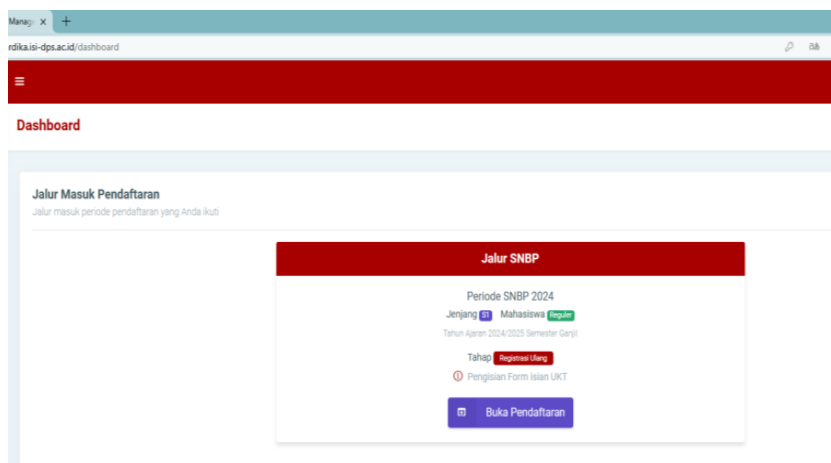 Manag
rdika.isi-dps.ac.id/dashboard
Dashboard
Jalur Masuk Pendaftaran
Jalur masuk periode pendaftaran yang Anda ikuti
Jalur SNBP
Periode SNBP 2024
Jenjang S1 Mahasiswa Reguler
Tahun Ajaran 2024/2025 Semester Ganjil
Tahap Registrasi Ulang
Pengisian Form isian UKT
Buka Pendaftaran